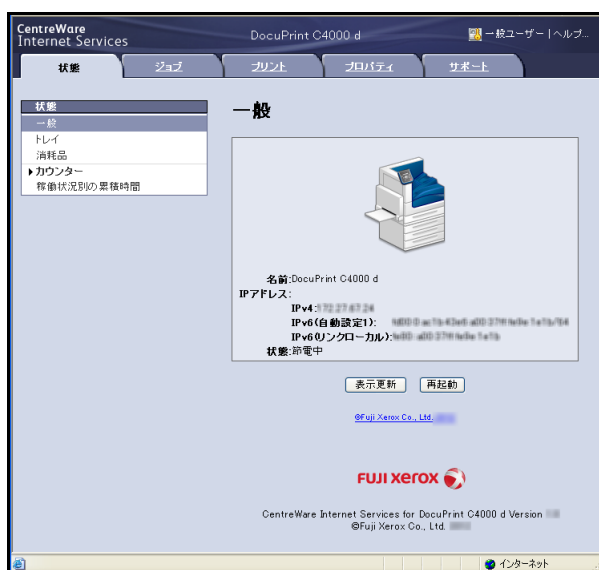 CentreWare
Internet Services
DocuPrint C4000 d
一般ユーザー | ヘルプ...
状態
ジョブ
プリント
プロパティ
サポート
状態
一般
トレイ
消耗品
カウンター
稼働状況別の累積時間
一般
名前:DocuPrint C4000 d
IPアドレス:
IPv4:
IPv6(自動設定1):
IPv6(リンクローカル):
状態:節電中
表示更新
再起動
©Fuji Xerox Co., Ltd.
FUJI XEROX
CentreWare Internet Services for DocuPrint C4000 d Version
©Fuji Xerox Co., Ltd.
インターネット